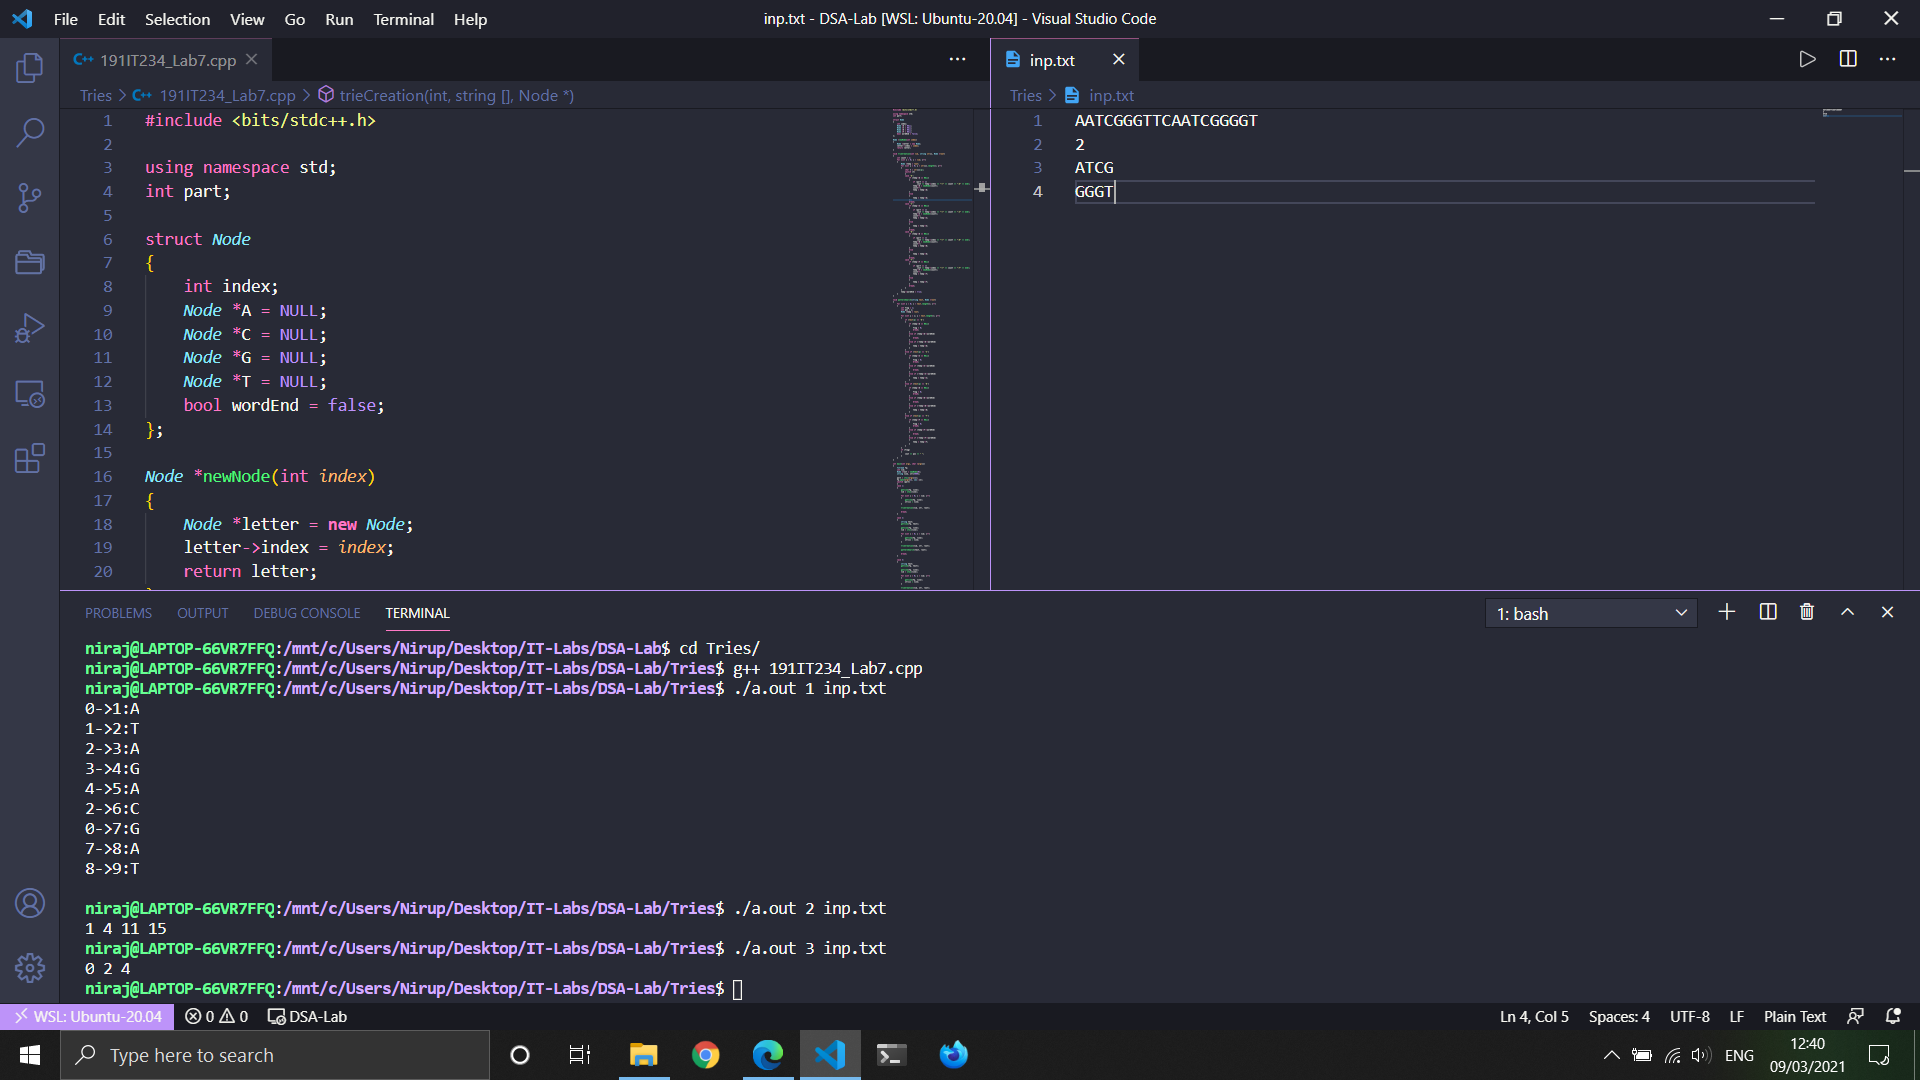 File Edit Selection View Go Run Terminal Help
inp.txt - DSA-Lab [WSL: Ubuntu-20.04] - Visual Studio Code
C++ 191IT234_Lab7.cpp
Tries > C++ 191IT234_Lab7.cpp > trieCreation(int, string [], Node *)
1 #include <bits/stdc++.h>
2
3 using namespace std;
4 int part;
5
6 struct Node
7 {
8 int index;
9 Node *A = NULL;
10 Node *C = NULL;
11 Node *G = NULL;
12 Node *T = NULL;
13 bool wordEnd = false;
14 };
15
16 Node *newNode(int index)
17 {
18 Node *letter = new Node;
19 letter->index = index;
20 return letter;
inp.txt
Tries > inp.txt
1 AATCGGGTTCAATCGGGGT
2 2
3 ATCG
4 GGGT
PROBLEMS OUTPUT DEBUG CONSOLE TERMINAL
1: bash
niraj@LAPTOP-66VR7FFQ:/mnt/c/Users/Nirup/Desktop/IT-Labs/DSA-Lab$ cd Tries/
niraj@LAPTOP-66VR7FFQ:/mnt/c/Users/Nirup/Desktop/IT-Labs/DSA-Lab/Tries$ g++ 191IT234_Lab7.cpp
niraj@LAPTOP-66VR7FFQ:/mnt/c/Users/Nirup/Desktop/IT-Labs/DSA-Lab/Tries$ ./a.out 1 inp.txt
0->1:A
1->2:T
2->3:A
3->4:G
4->5:A
2->6:C
0->7:G
7->8:A
8->9:T
niraj@LAPTOP-66VR7FFQ:/mnt/c/Users/Nirup/Desktop/IT-Labs/DSA-Lab/Tries$ ./a.out 2 inp.txt
1 4 11 15
niraj@LAPTOP-66VR7FFQ:/mnt/c/Users/Nirup/Desktop/IT-Labs/DSA-Lab/Tries$ ./a.out 3 inp.txt
0 2 4
niraj@LAPTOP-66VR7FFQ:/mnt/c/Users/Nirup/Desktop/IT-Labs/DSA-Lab/Tries$
WSL: Ubuntu-20.04 0 0 DSA-Lab
Ln 4, Col 5 Spaces: 4 UTF-8 LF Plain Text
Type here to search
ENG
12:40
09/03/2021